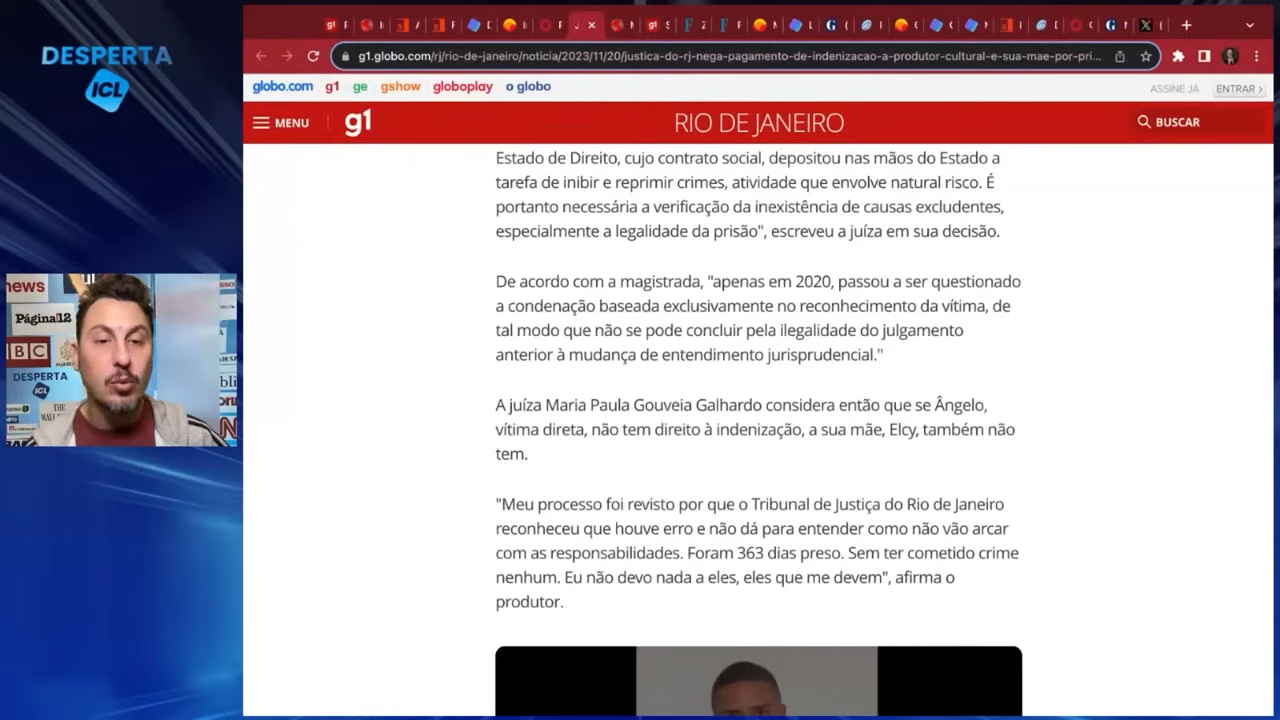 DESPERTA
ICL
g1.globo.com/rj/rio-de-janeiro/noticia/2023/11/20/justica-do-rj-nega-pagamento-de-indenizacao-a-produtor-cultural-e-sua-mae-por-pri...
globo.com g1 ge gshow globoplay o globo
ASSINE JÁ
ENTRAR
MENU
g1
RIO DE JANEIRO
BUSCAR
Estado de Direito, cujo contrato social, depositou nas mãos do Estado a
tarefa de inibir e reprimir crimes, atividade que envolve natural risco. É
portanto necessária a verificação da inexistência de causas excludentes,
especialmente a legalidade da prisão", escreveu a juíza em sua decisão.
De acordo com a magistrada, "apenas em 2020, passou a ser questionado
a condenação baseada exclusivamente no reconhecimento da vítima, de
tal modo que não se pode concluir pela ilegalidade do julgamento
anterior à mudança de entendimento jurisprudencial."
A juíza Maria Paula Gouveia Galhardo considera então que se Ângelo,
vítima direta, não tem direito à indenização, a sua mãe, Elcy, também não
tem.
"Meu processo foi revisto por que o Tribunal de Justiça do Rio de Janeiro
reconheceu que houve erro e não dá para entender como não vão arcar
com as responsabilidades. Foram 363 dias preso. Sem ter cometido crime
nenhum. Eu não devo nada a eles, eles que me devem", afirma o
produtor.
news
Página12
BBC
DESPERTA
ICL